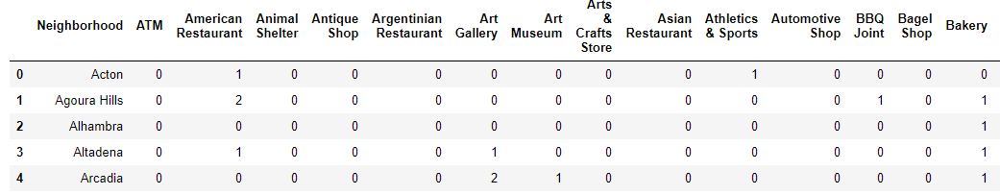 Neighborhood ATM American Restaurant Animal Shelter Antique Shop Argentinian Restaurant Art Gallery Art Museum Arts & Crafts Store Asian Restaurant Athletics & Sports Automotive Shop BBQ Joint Bagel Shop Bakery
0 Acton 0 1 0 0 0 0 0 0 0 1 0 0 0 0
1 Agoura Hills 0 2 0 0 0 0 0 0 0 0 0 1 0 1
2 Alhambra 0 0 0 0 0 0 0 0 0 0 0 0 0 1
3 Altadena 0 1 0 0 0 1 0 0 0 0 0 0 0 1
4 Arcadia 0 0 0 0 0 2 1 0 0 0 0 0 0 1